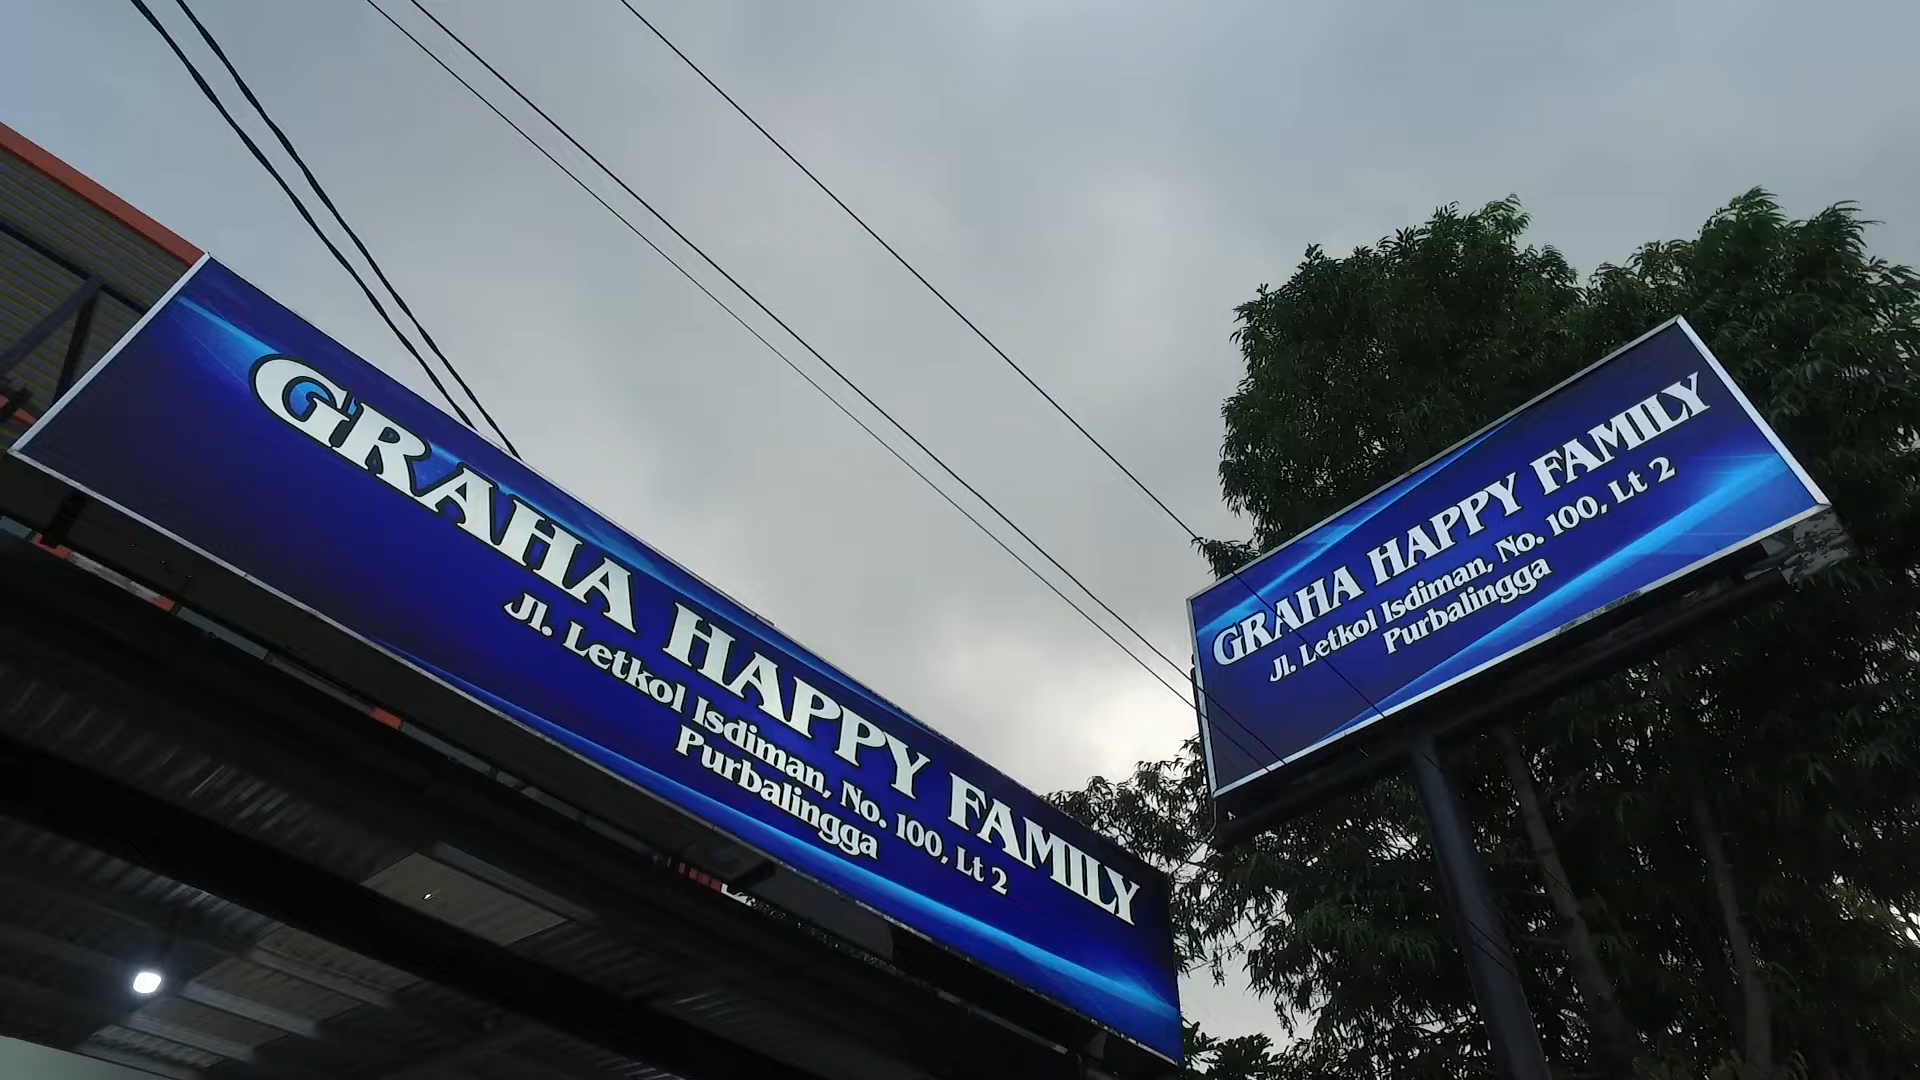 GRAHA HAPPY FAMILY
Jl. Letkol Isdiman, No. 100, Lt 2
Purbalingga
GRAHA HAPPY FAMILY
Jl. Letkol Isdiman, No. 100, Lt 2
Purbalingga